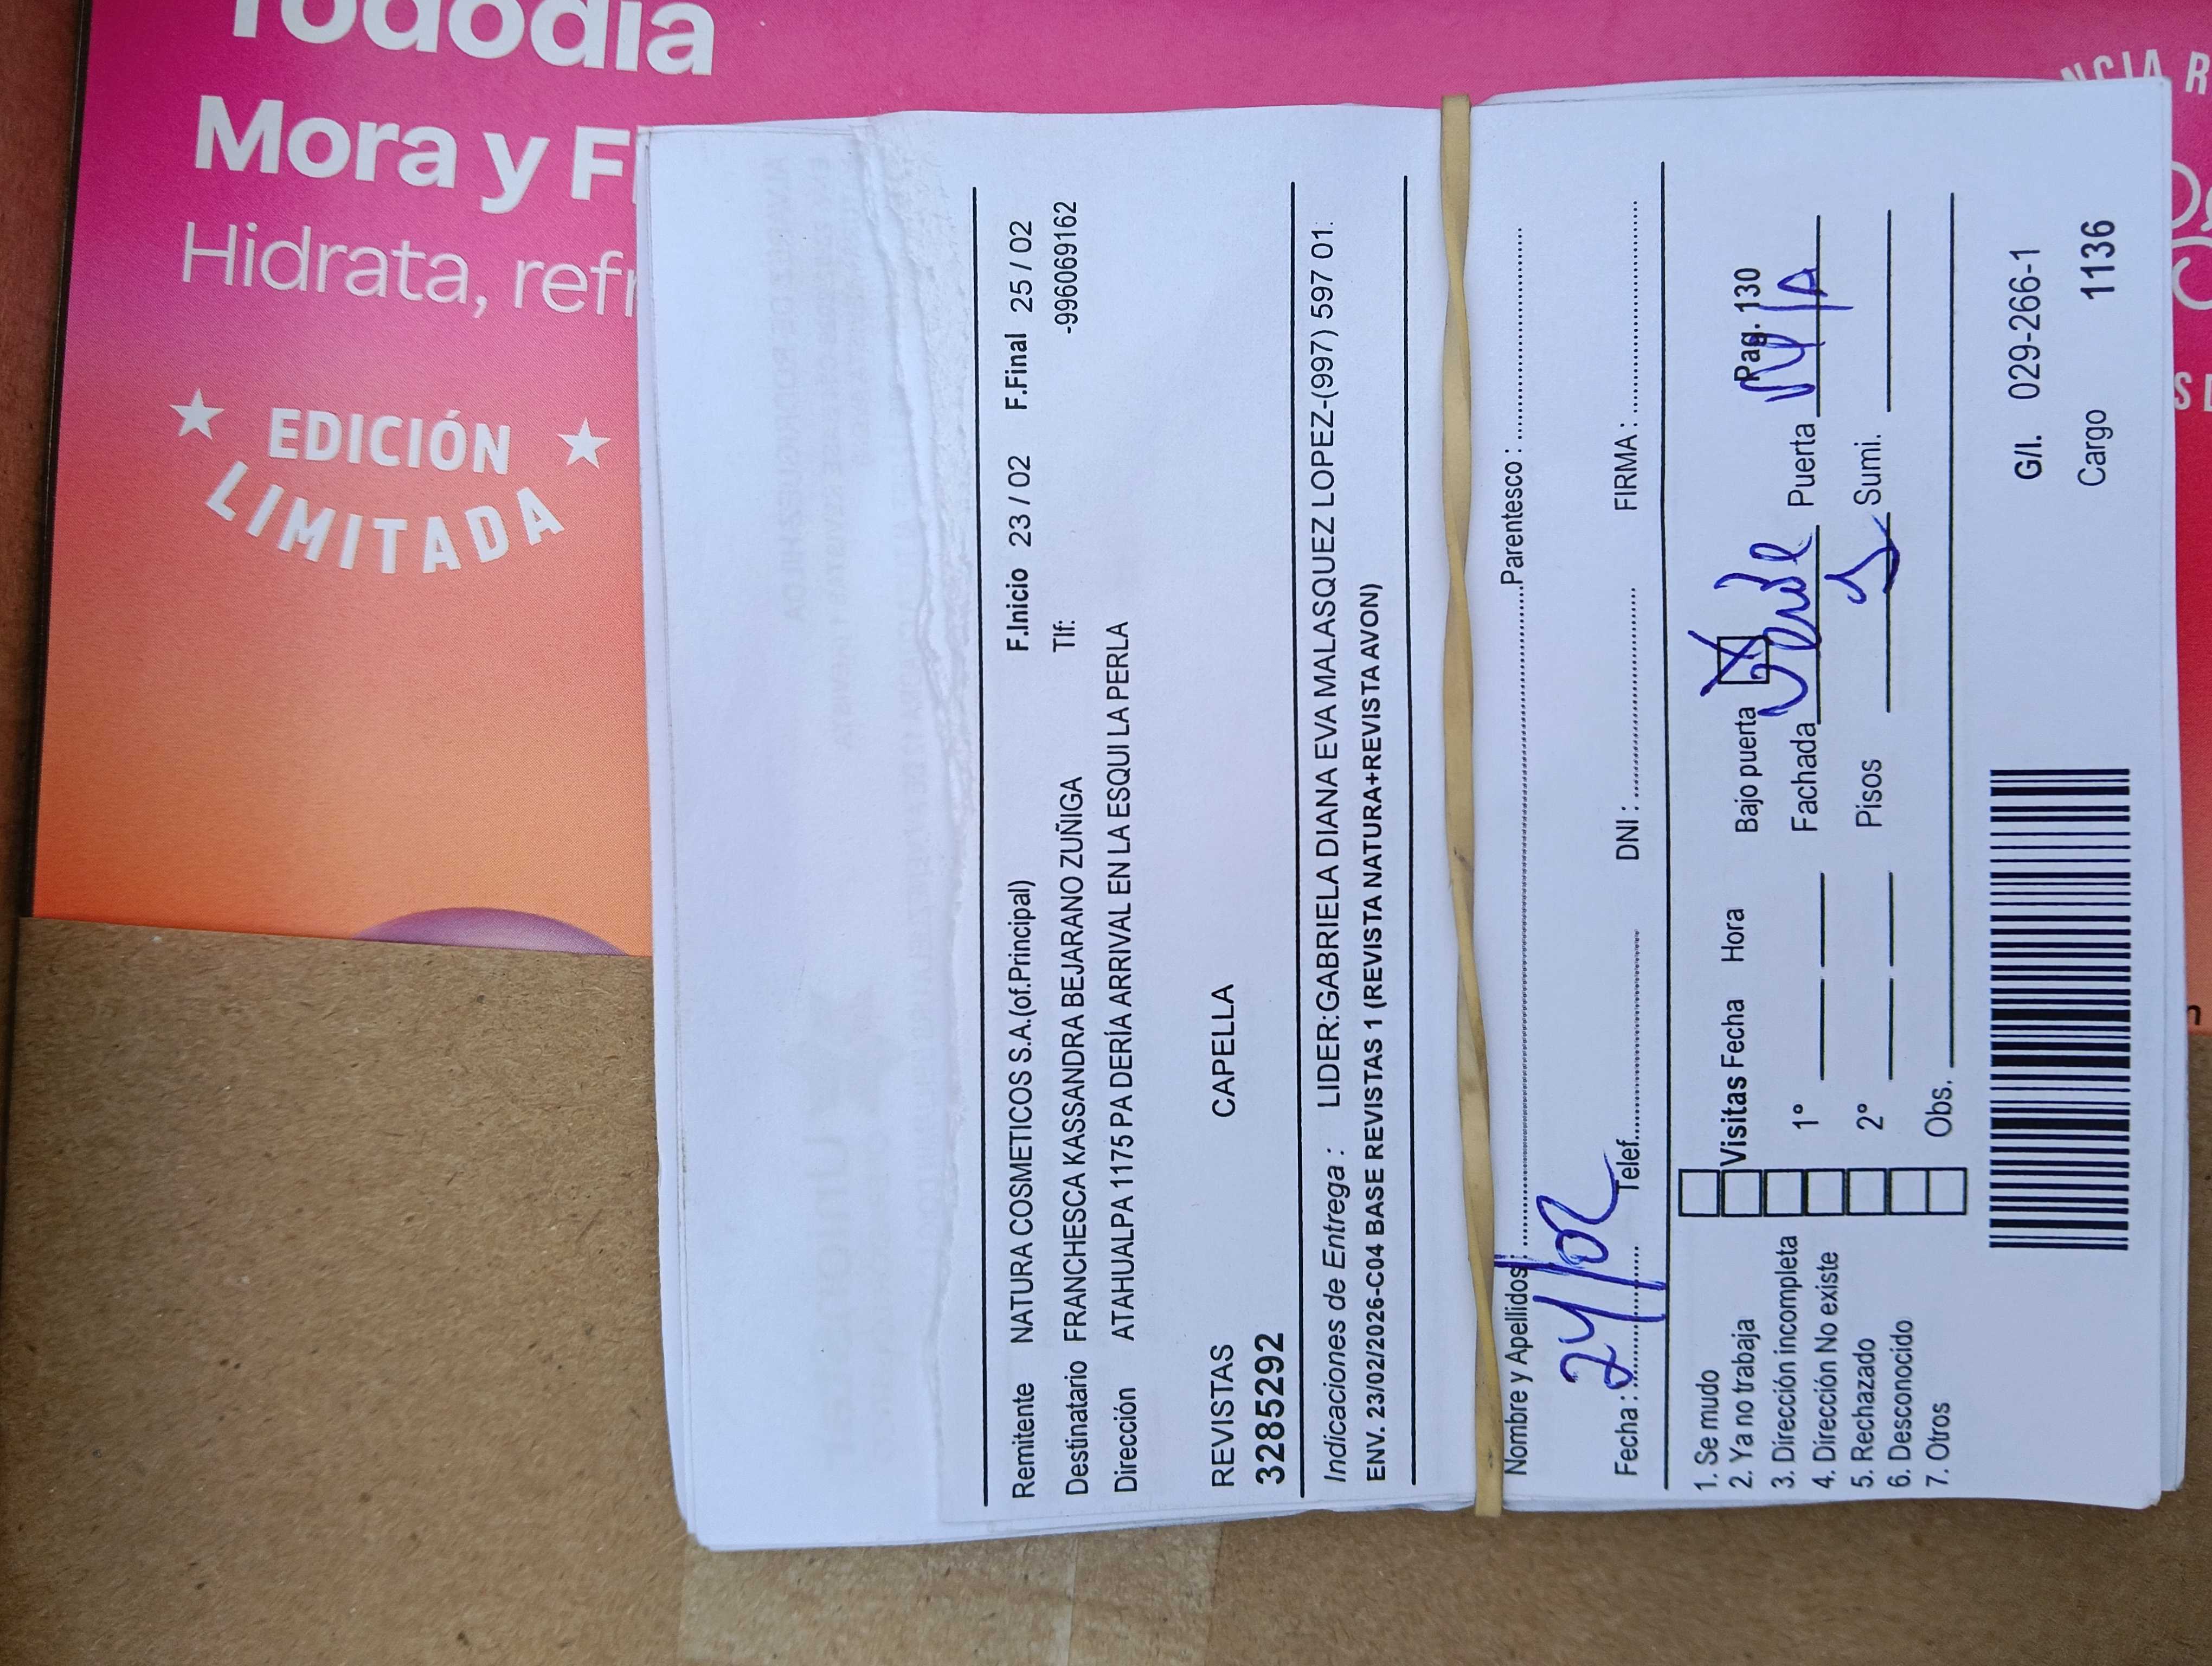 Tododia
Mora y Fl
Hidrata, refr
EDICIÓN
LIMITADA
NCIA R
Remitente NATURA COSMETICOS S.A.(of.Principal) F.Inicio 23 / 02 F.Final 25 / 02
Destinatario FRANCHESCA KASSANDRA BEJARANO ZUÑIGA Tlf: -996069162
Dirección ATAHUALPA 1175 PA DERÍA ARRIVAL EN LA ESQUI LA PERLA
REVISTAS CAPELLA
3285292
Indicaciones de Entrega : LIDER:GABRIELA DIANA EVA MALASQUEZ LOPEZ-(997) 597 01.
ENV. 23/02/2026-C04 BASE REVISTAS 1 (REVISTA NATURA+REVISTA AVON)
Nombre y Apellidos: Parentesco :
Fecha : 24/02 Telef. DNI : FIRMA :
1. Se mudo
2. Ya no trabaja Visitas Fecha Hora Bajo puerta X Pag. 130
3. Dirección incompleta
4. Dirección No existe 1° Fachada Verde Puerta
5. Rechazado 2° Pisos Sumi.
6. Desconocido
7. Otros Obs.
G/I. 029-266-1
Cargo 1136